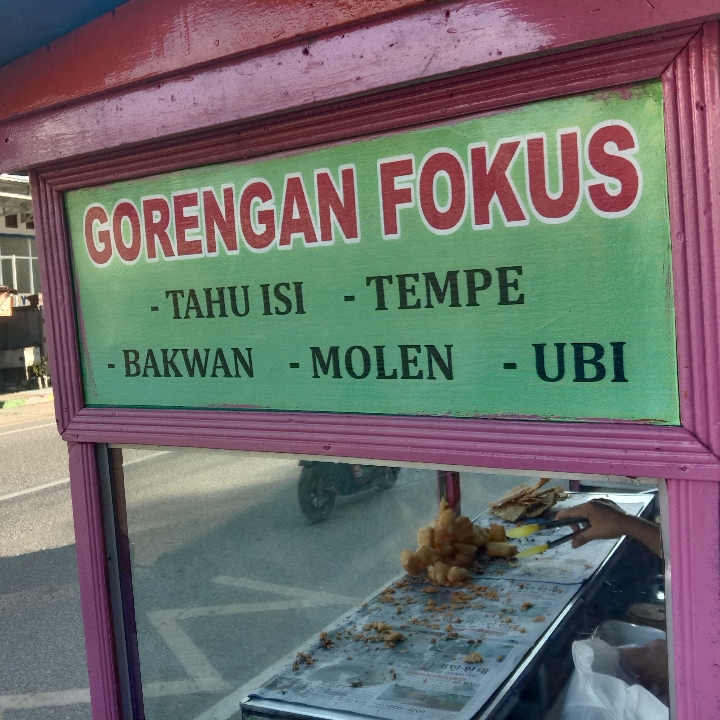 GORENGAN FOKUS
- TAHU ISI - TEMPE
- BAKWAN - MOLEN - UBI